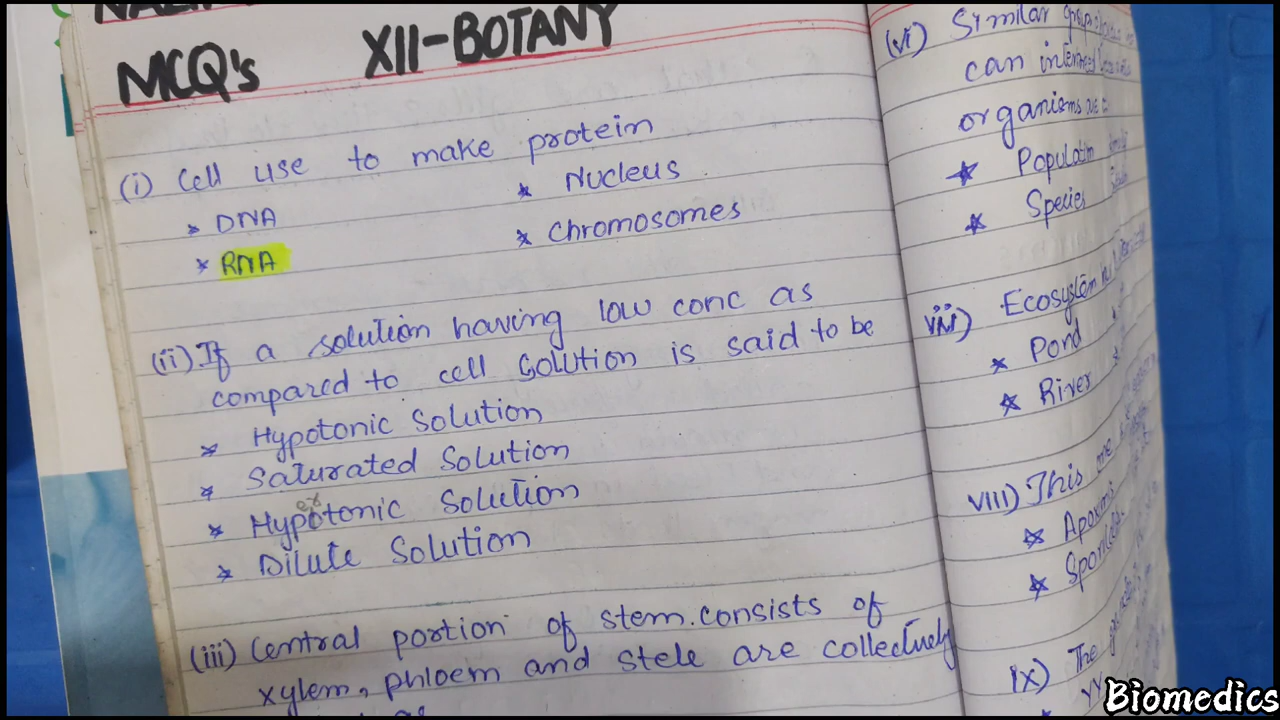 MCQ's XII-BOTANY
(i) Cell use to make protein
* DNA * Nucleus
* RNA * Chromosomes
(ii) If a solution having low conc as
compared to cell solution is said to be
* Hypotonic Solution
* Saturated Solution
* Hypertonic Solution
* Dilute Solution
(iii) Central portion of stem consists of
xylem, phloem and stele are collectively
(vi) Similar
can
organisms are
* Population
* Species
vii) Ecosystem
* Pond
* River
viii) This
*
*
ix) The
Biomedics